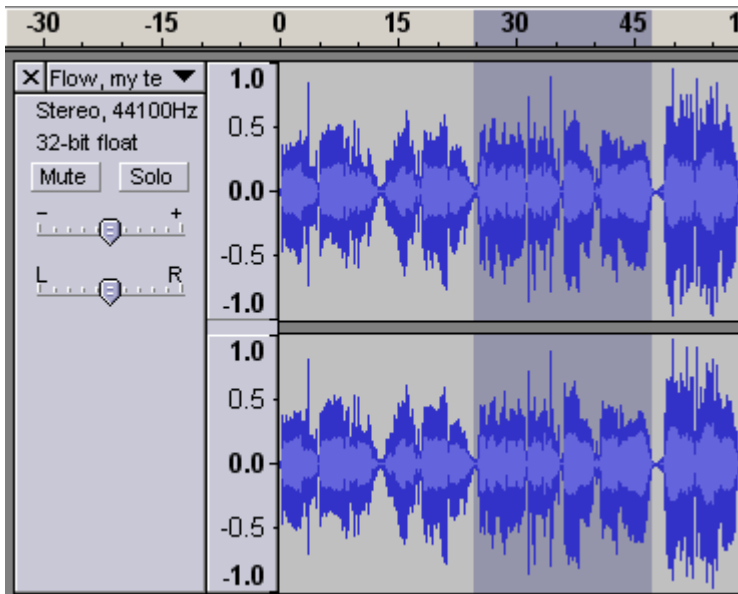 -30 -15 0 15 30 45 1
X Flow, my te
Stereo, 44100Hz
32-bit float
Mute Solo
- +
L R
1.0
0.5
0.0
-0.5
-1.0
1.0
0.5
0.0
-0.5
-1.0